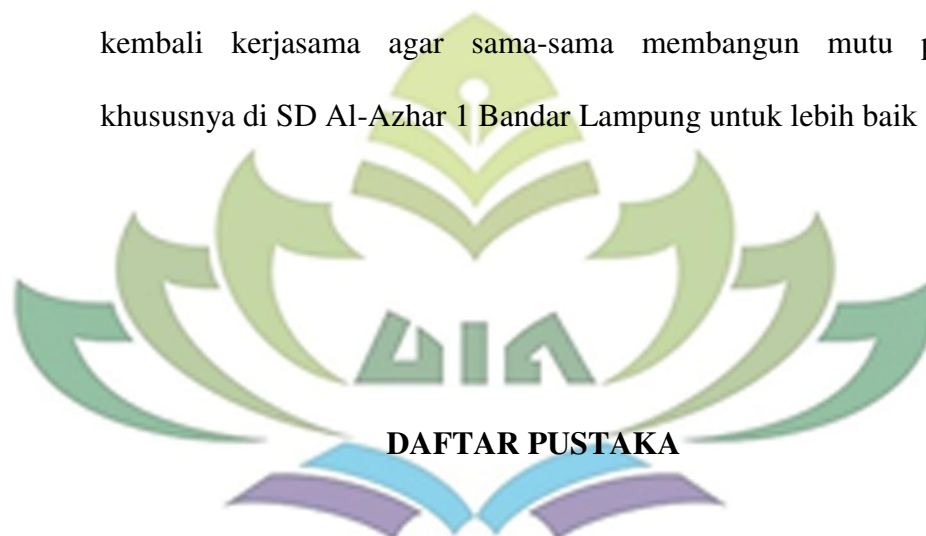 kembali kerjasama agar sama-sama membangun mutu
khususnya di SD Al-Azhar 1 Bandar Lampung untuk lebih baik
UIN
DAFTAR PUSTAKA